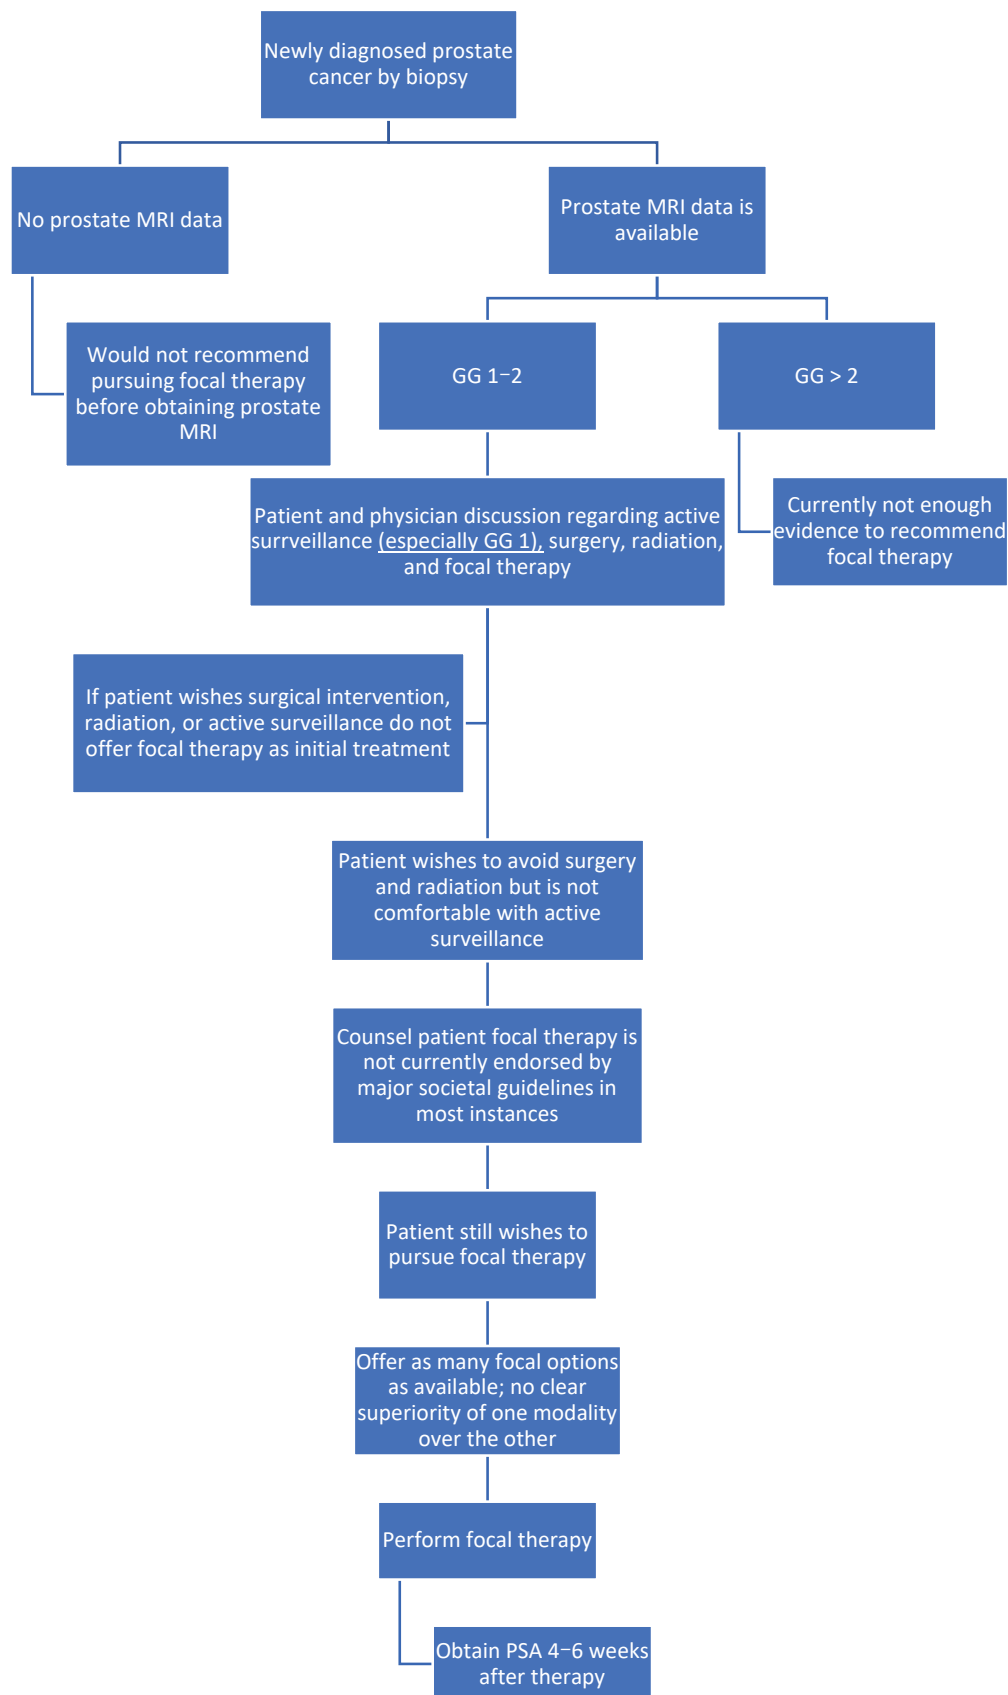 Newly diagnosed prostate
cancer by biopsy
No prostate MRI data
Prostate MRI data is
available
Would not recommend
pursuing focal therapy
before obtaining prostate
MRI
GG 1–2
GG > 2
Patient and physician discussion regarding active
surrveillance (especially GG 1), surgery, radiation,
and focal therapy
Currently not enough
evidence to recommend
focal therapy
If patient wishes surgical intervention,
radiation, or active surveillance do not
offer focal therapy as initial treatment
Patient wishes to avoid surgery
and radiation but is not
comfortable with active
surveillance
Counsel patient focal therapy is
not currently endorsed by
major societal guidelines in
most instances
Patient still wishes to
pursue focal therapy
Offer as many focal options
as available; no clear
superiority of one modality
over the other
Perform focal therapy
Obtain PSA 4–6 weeks
after therapy